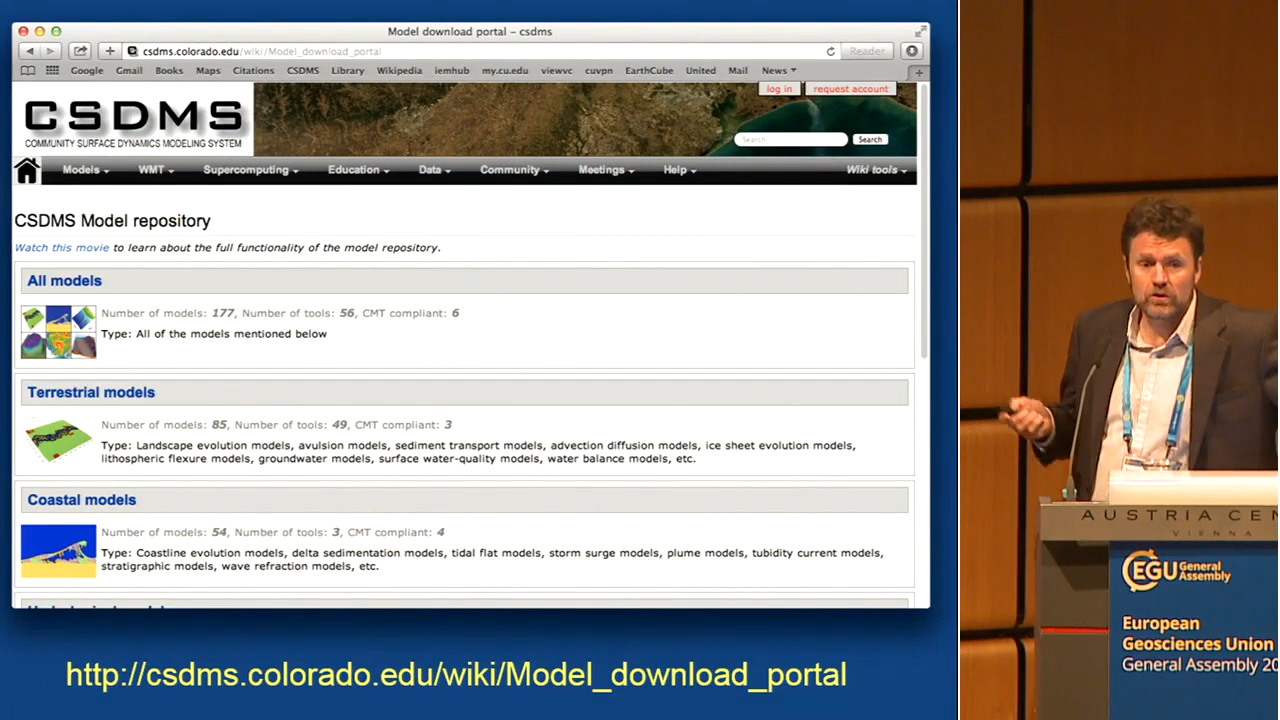 Model download portal – csdms
csdms.colorado.edu/wiki/Model_download_portal
Reader
Google Gmail Books Maps Citations CSDMS Library Wikipedia iemhub my.cu.edu viewvc cuvpn EarthCube United Mail News
log in request account
CSDMS
COMMUNITY SURFACE DYNAMICS MODELING SYSTEM
Search Search
Models WMT Supercomputing Education Data Community Meetings Help Wiki tools
CSDMS Model repository
Watch this movie to learn about the full functionality of the model repository.
All models
Number of models: 177, Number of tools: 56, CMT compliant: 6
Type: All of the models mentioned below
Terrestrial models
Number of models: 85, Number of tools: 49, CMT compliant: 3
Type: Landscape evolution models, avulsion models, sediment transport models, advection diffusion models, ice sheet evolution models,
lithospheric flexure models, groundwater models, surface water-quality models, water balance models, etc.
Coastal models
Number of models: 54, Number of tools: 3, CMT compliant: 4
Type: Coastline evolution models, delta sedimentation models, tidal flat models, storm surge models, plume models, tubidity current models,
stratigraphic models, wave refraction models, etc.
http://csdms.colorado.edu/wiki/Model_download_portal
AUSTRIA CEN
VIENNA
EGU General
Assembly
European
Geosciences Union
General Assembly 20